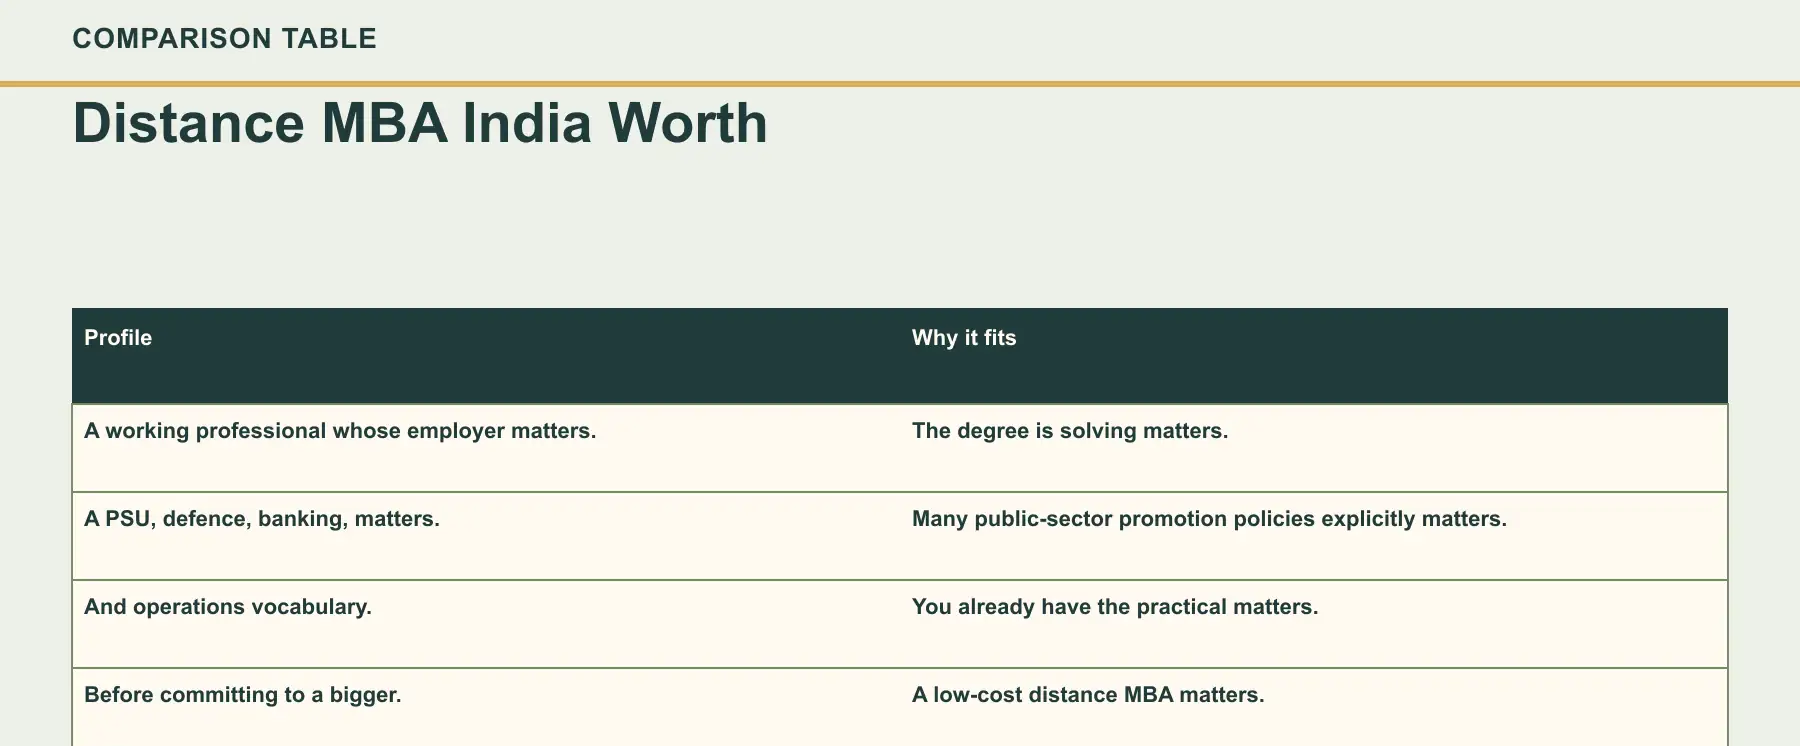 COMPARISON TABLE
Distance MBA India Worth
Profile Why it fits
A working professional whose employer matters. The degree is solving matters.
A PSU, defence, banking, matters. Many public-sector promotion policies explicitly matters.
And operations vocabulary. You already have the practical matters.
Before committing to a bigger. A low-cost distance MBA matters.